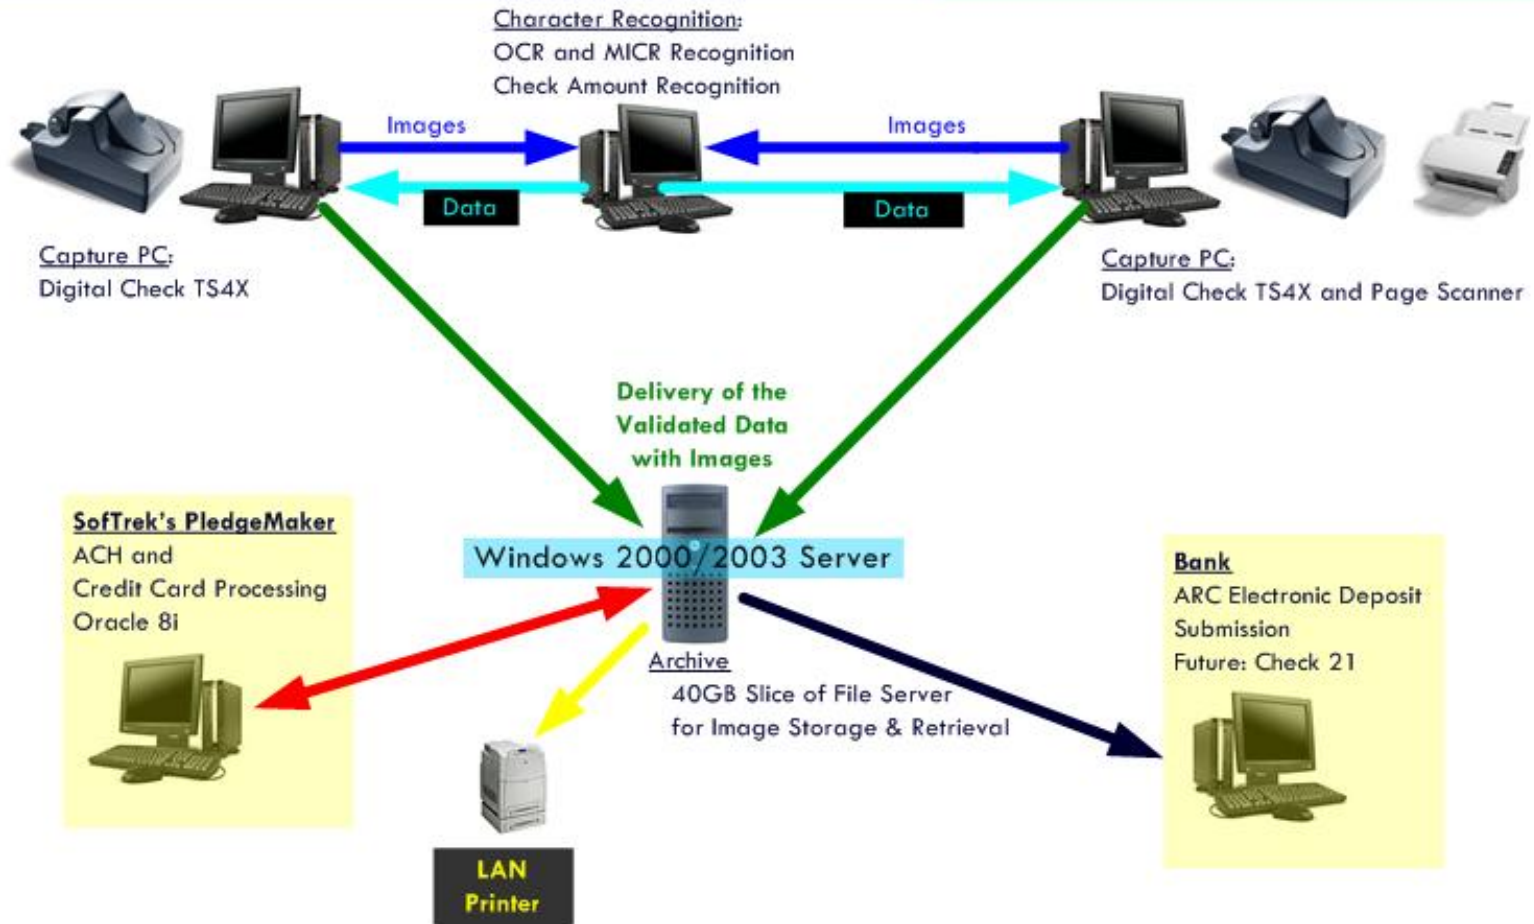 Character Recognition:
OCR and MICR Recognition
Check Amount Recognition
Images
Images
Data
Data
Capture PC:
Digital Check TS4X
Capture PC:
Digital Check TS4X and Page Scanner
Delivery of the
Validated Data
with Images
Windows 2000/2003 Server
SofTrek's PledgeMaker
ACH and
Credit Card Processing
Oracle 8i
Archive
40GB Slice of File Server
for Image Storage & Retrieval
Bank
ARC Electronic Deposit
Submission
Future: Check 21
LAN
Printer